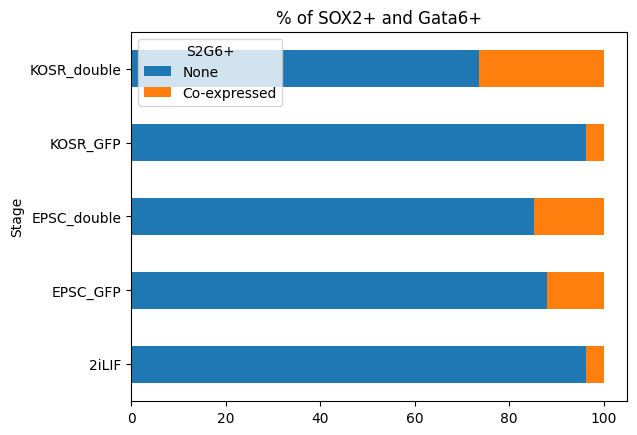 % of SOX2+ and Gata6+
S2G6+
None
Co-expressed
KOSR_double
KOSR_GFP
EPSC_double
EPSC_GFP
2iLIF
Stage
0 20 40 60 80 100